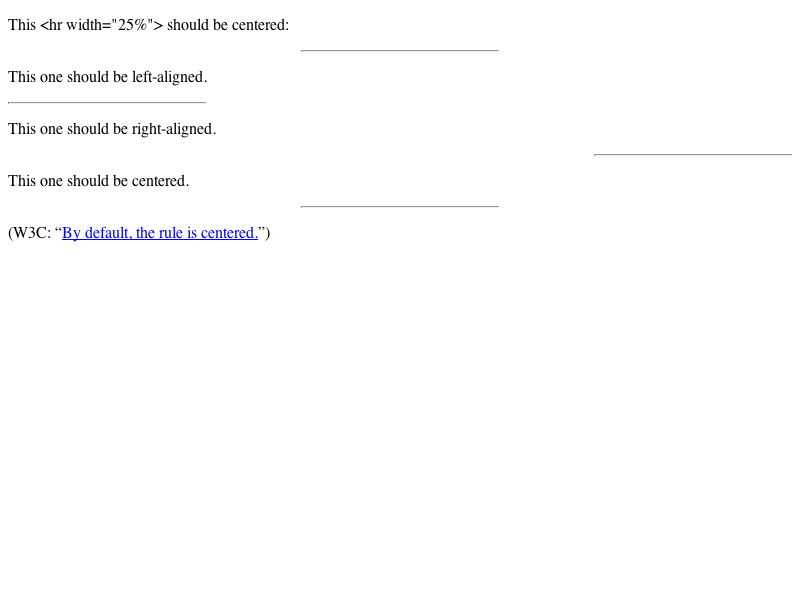 This <hr width="25%"> should be centered:
This one should be left-aligned.
This one should be right-aligned.
This one should be centered.
(W3C: “By default, the rule is centered.”)